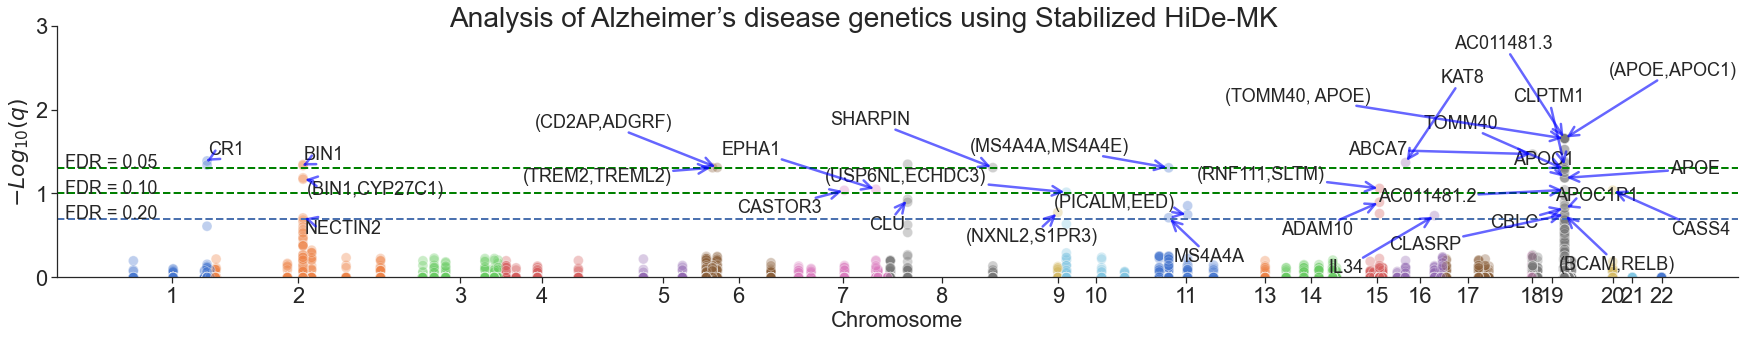 Analysis of Alzheimer's disease genetics using Stabilized HiDe-MK
3
2
1
0
−Log10(q)
FDR = 0.05
FDR = 0.10
FDR = 0.20
CR1
BIN1
(BIN1,CYP27C1)
NECTIN2
(CD2AP,ADGRF)
(TREM2,TREML2)
EPHA1
CASTOR3
SHARPIN
(USP6NL,ECHDC3)
CLU
(MS4A4A,MS4A4E)
(PICALM,EED)
(NXNL2,S1PR3)
MS4A4A
(RNF111,SLTM)
ADAM10
IL34
(TOMM40, APOE)
KAT8
AC011481.3
(APOE,APOC1)
CLPTM1
TOMM40
ABCA7
APOC1
APOE
AC011481.2
APOC1P1
CBLC
CLASRP
CASS4
(BCAM,RELB)
1 2 3 4 5 6 7 8 9 10 11 13 14 15 16 17 18 19 20 21 22
Chromosome